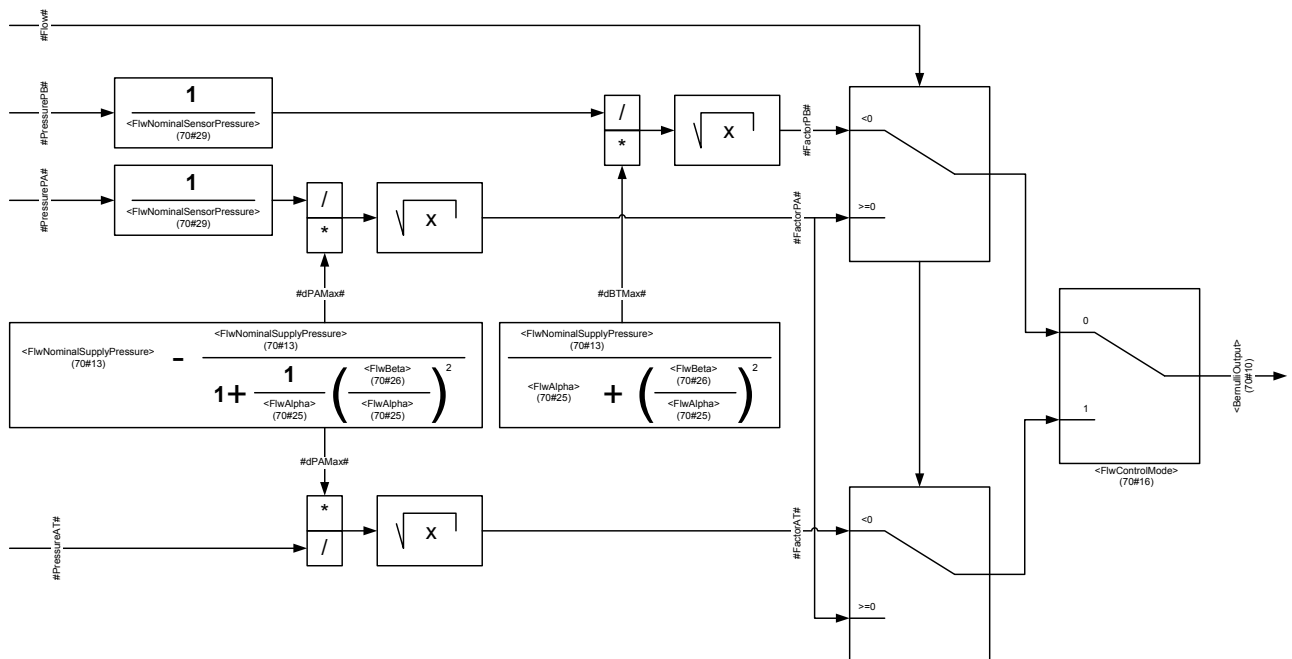 #Flow#
#PressurePB#
1
<FlwNominalSensorPressure>
(70#29)
/
*
x
#FactorPB#
<0
>=0
#PressurePA#
1
<FlwNominalSensorPressure>
(70#29)
/
*
x
#FactorPA#
#dPAMax#
#dBTMax#
<FlwNominalSupplyPressure>
(70#13)
-
<FlwNominalSupplyPressure>
(70#13)
1+
1
<FlwAlpha>
(70#25)
(
<FlwBeta>
(70#26)
<FlwAlpha>
(70#25)
)2
<FlwNominalSupplyPressure>
(70#13)
<FlwAlpha>
(70#25)
+
(
<FlwBeta>
(70#26)
<FlwAlpha>
(70#25)
)2
0
1
<FlwControlMode>
(70#16)
<BernulliOutput>
(70#10)
#dPAMax#
#PressureAT#
*
/
x
#FactorAT#
<0
>=0